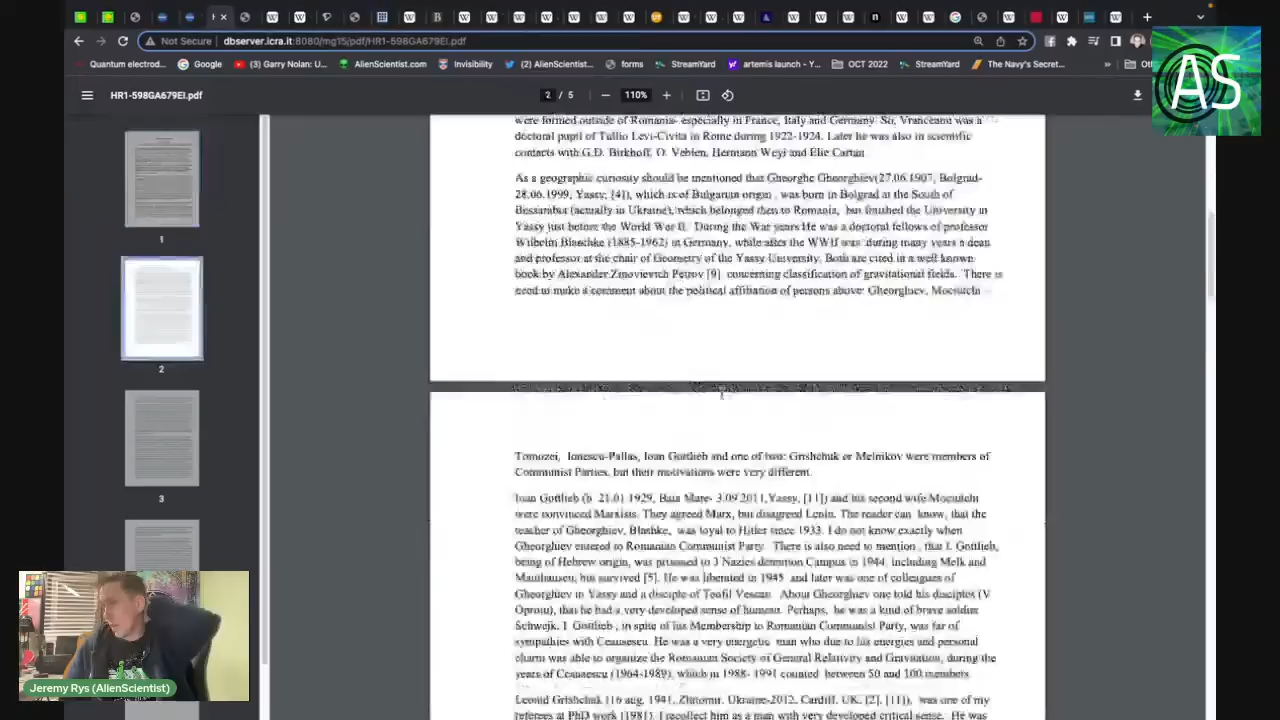 Not Secure | dbserver.icra.it:8080/mg15/pdf/HR1-598GA679EI.pdf
Quantum electrod... Google (3) Garry Nolan: U... AlienScientist.com Invisibility (2) AlienScientist... forms StreamYard artemis launch - Y... OCT 2022 StreamYard The Navy's Secret... » Ot
AS
HR1-598GA679EI.pdf 2 / 5 110%
were formed outside of Romania- especially in France, Italy and Germany. So, Vranceanu was a
doctoral pupil of Tullio Levi-Civita in Rome during 1922-1924. Later he was also in scientific
contacts with G.D. Birkhoff, O. Veblen, Hermann Weyl and Elie Cartan
As a geographic curiosity should be mentioned that Gheorghe Gheorghiev(27.06.1907, Bolgrad-
28.06.1999, Yassy, [4]), which is of Bulgarian origin , was born in Bolgrad at the South of
Bessarabia (actually in Ukraine), which belonged then to Romania, but finished the University in
Yassy just before the World War II. During the War years He was a doctoral fellows of professor
Wilhelm Blaschke (1885-1962) in Germany, while after the WWII was during many years a dean
and professor at the chair of Geometry of the Yassy University. Both are cited in a well known
book by Alexander Zinovievich Petrov [9] concerning classification of gravitational fields. There is
need to make a comment about the political affiliation of persons above: Gheorghiev,
Tomozei, Ionescu-Pallas, Ioan Gottlieb and one of two: Grishchuk or Melnikov were members of
Communist Parties, but their motivations were very different.
Ioan Gottlieb (b. 21.01 1929, Baia Mare- 3.09.2011,Yassy, [11]) and his second wife
were convinced Marxists. They agreed Marx, but disagreed Lenin. The reader can know, that the
teacher of Gheorghiev, was loyal to Hitler since 1933. I do not know exactly when
Gheorghiev entered to Romanian Communist Party. There is also need to mention , that I. Gottlieb,
being of Hebrew origin, was prisoned to 3 Nazies Campus in 1944, including Melk and
Mauthausen, but survived [5]. He was liberated in 1945 and later was one of colleagues of
Gheorghiev in Yassy and a disciple of Teofil Vescan. About Gheorghiev one told his disciples (V
Oproiu), that he had a very developed sense of humour. Perhaps, he was a kind of brave soldier
Schwejk. I Gottlieb , in spite of his Membership to Romanian Communist Party, was far of
sympathies with Ceausescu. He was a very energetic man who due to his energies and personal
charm was able to organize the Romanian Society of General Relativity and Gravitation, during the
years of Ceausescu (1964-1989), which in 1988- 1991 counted between 50 and 100 members
Leonid Grishchuk (16 aug. 1941, Zhitomir, Ukraine-2012, Cardiff, UK, [2], [11]), was one of my
referees at PhD work (1981). I recollect him as a man with very developed critical sense. He was
1
2
3
Jeremy Rys (AlienScientist)